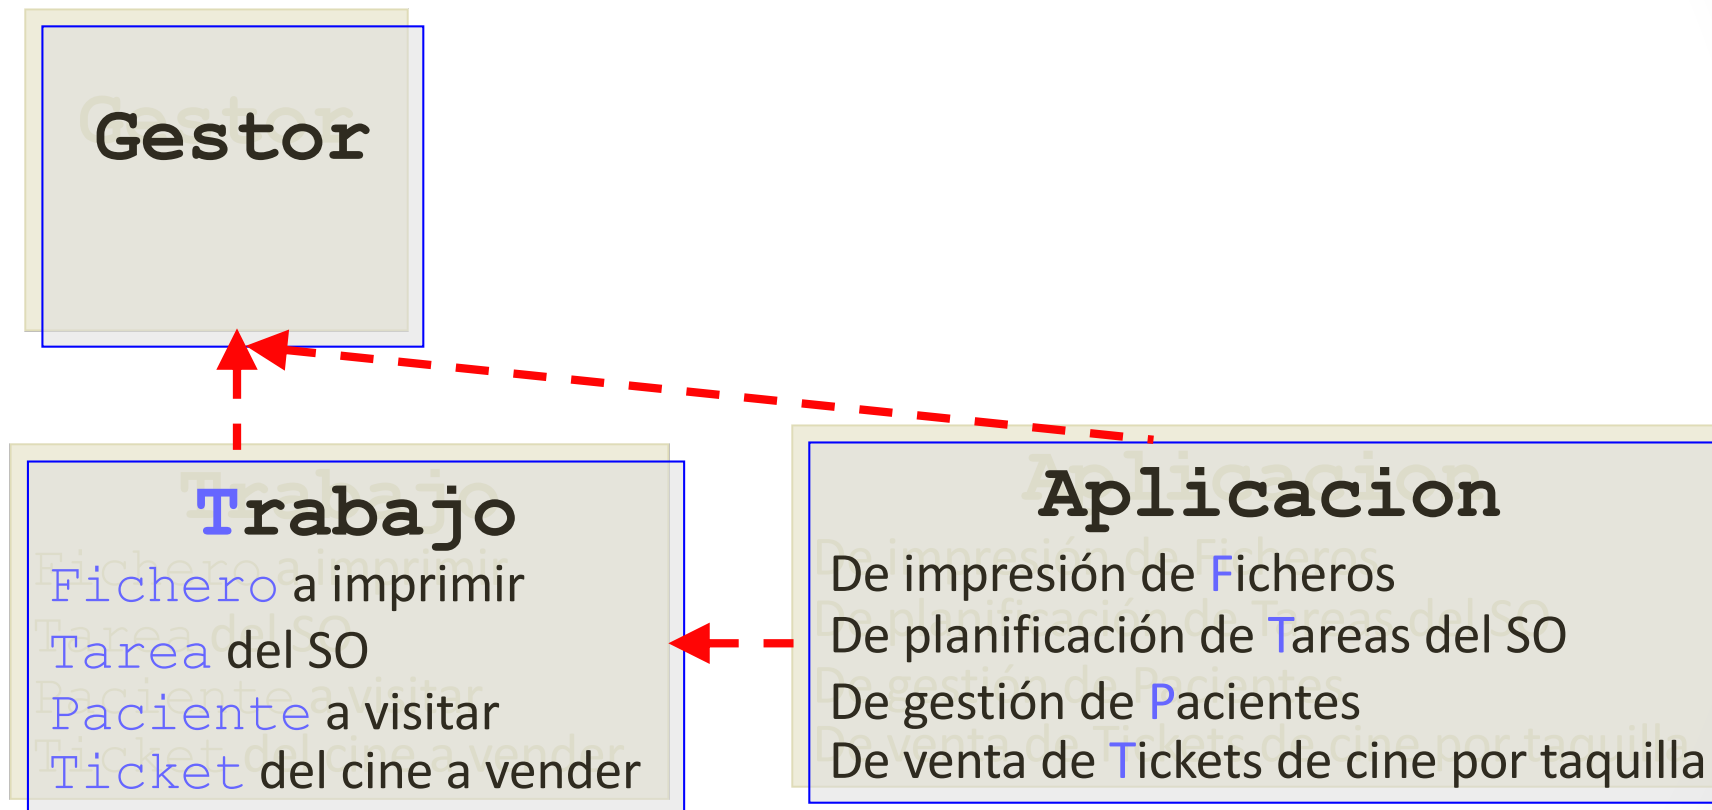 Gestor
Trabajo
Fichero a imprimir
Tarea del SO
Paciente a visitar
Ticket del cine a vender
Aplicacion
De impresión de Ficheros
De planificación de Tareas del SO
De gestión de Pacientes
De venta de Tickets de cine por taquilla